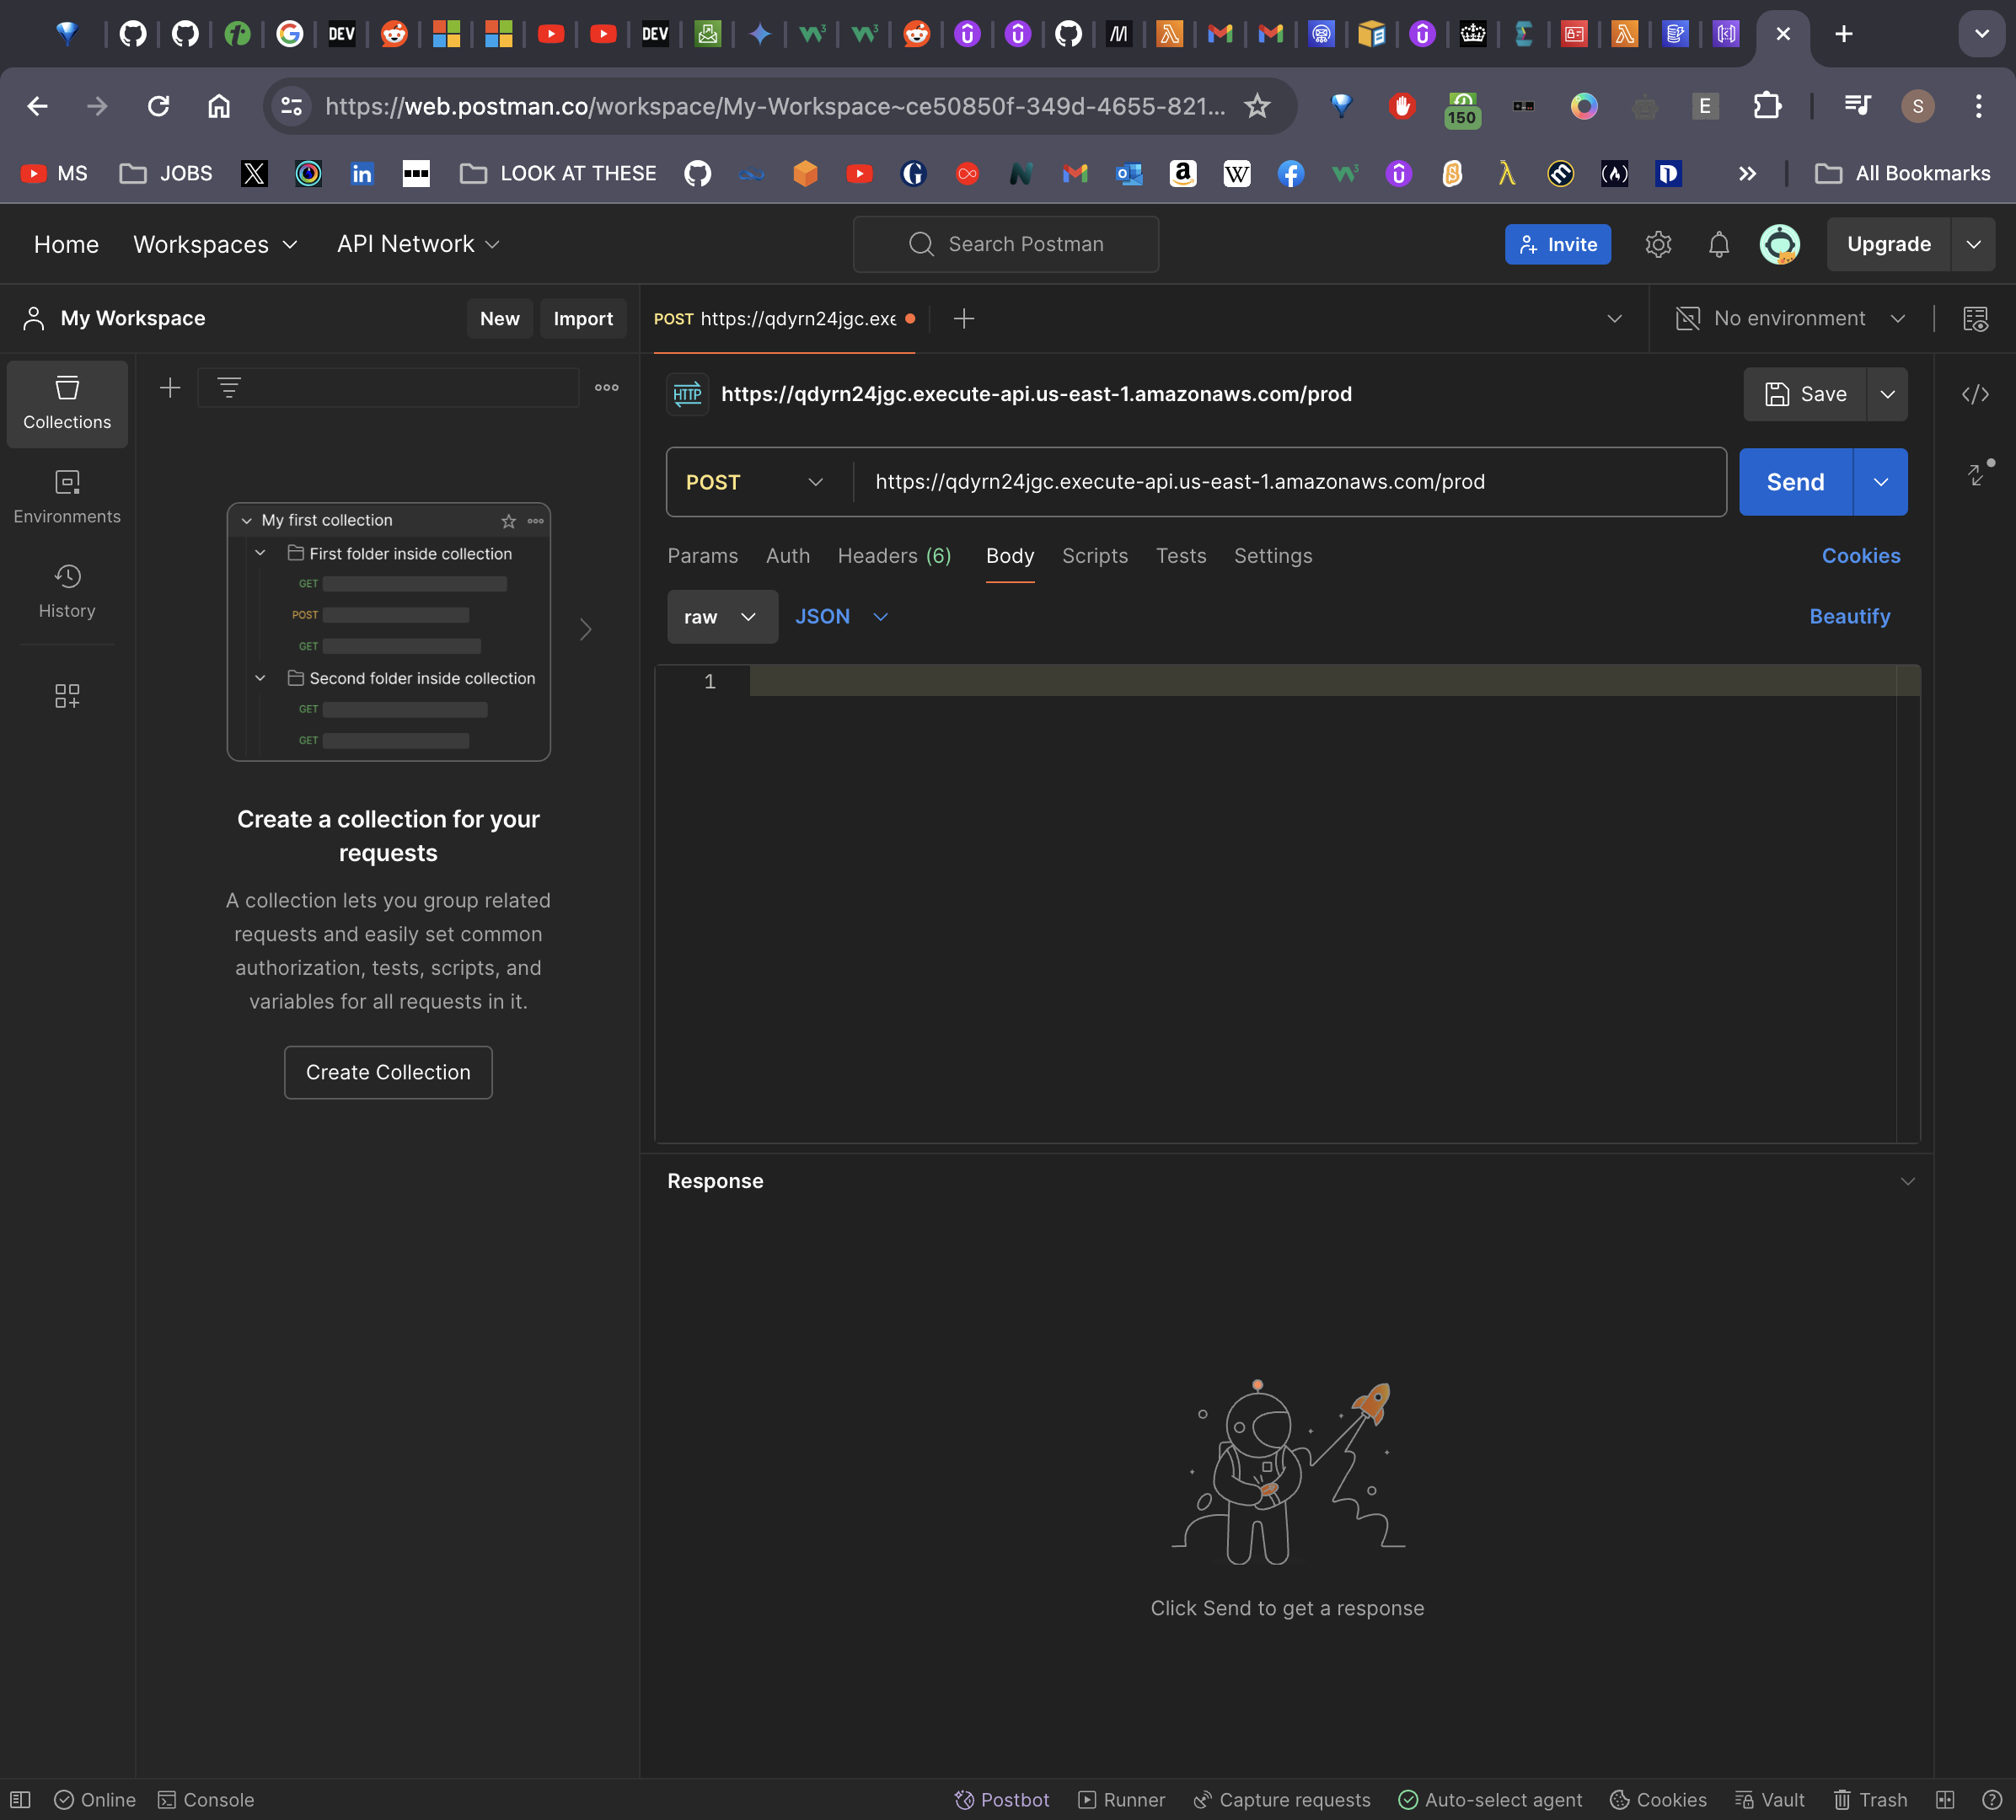 DEV
DEV
https://web.postman.co/workspace/My-Workspace~ce50850f-349d-4655-821...
150
E
S
MS
JOBS
in
LOOK AT THESE
All Bookmarks
Home
Workspaces
API Network
Search Postman
Invite
Upgrade
My Workspace
New
Import
POST https://qdyrn24jgc.exe
No environment
Collections
HTTP
https://qdyrn24jgc.execute-api.us-east-1.amazonaws.com/prod
Save
POST
https://qdyrn24jgc.execute-api.us-east-1.amazonaws.com/prod
Send
Environments
My first collection
First folder inside collection
GET
POST
GET
Second folder inside collection
GET
GET
Params
Auth
Headers (6)
Body
Scripts
Tests
Settings
Cookies
History
raw
JSON
Beautify
1
Create a collection for your
requests
A collection lets you group related
requests and easily set common
authorization, tests, scripts, and
variables for all requests in it.
Create Collection
Response
Click Send to get a response
Online
Console
Postbot
Runner
Capture requests
Auto-select agent
Cookies
Vault
Trash